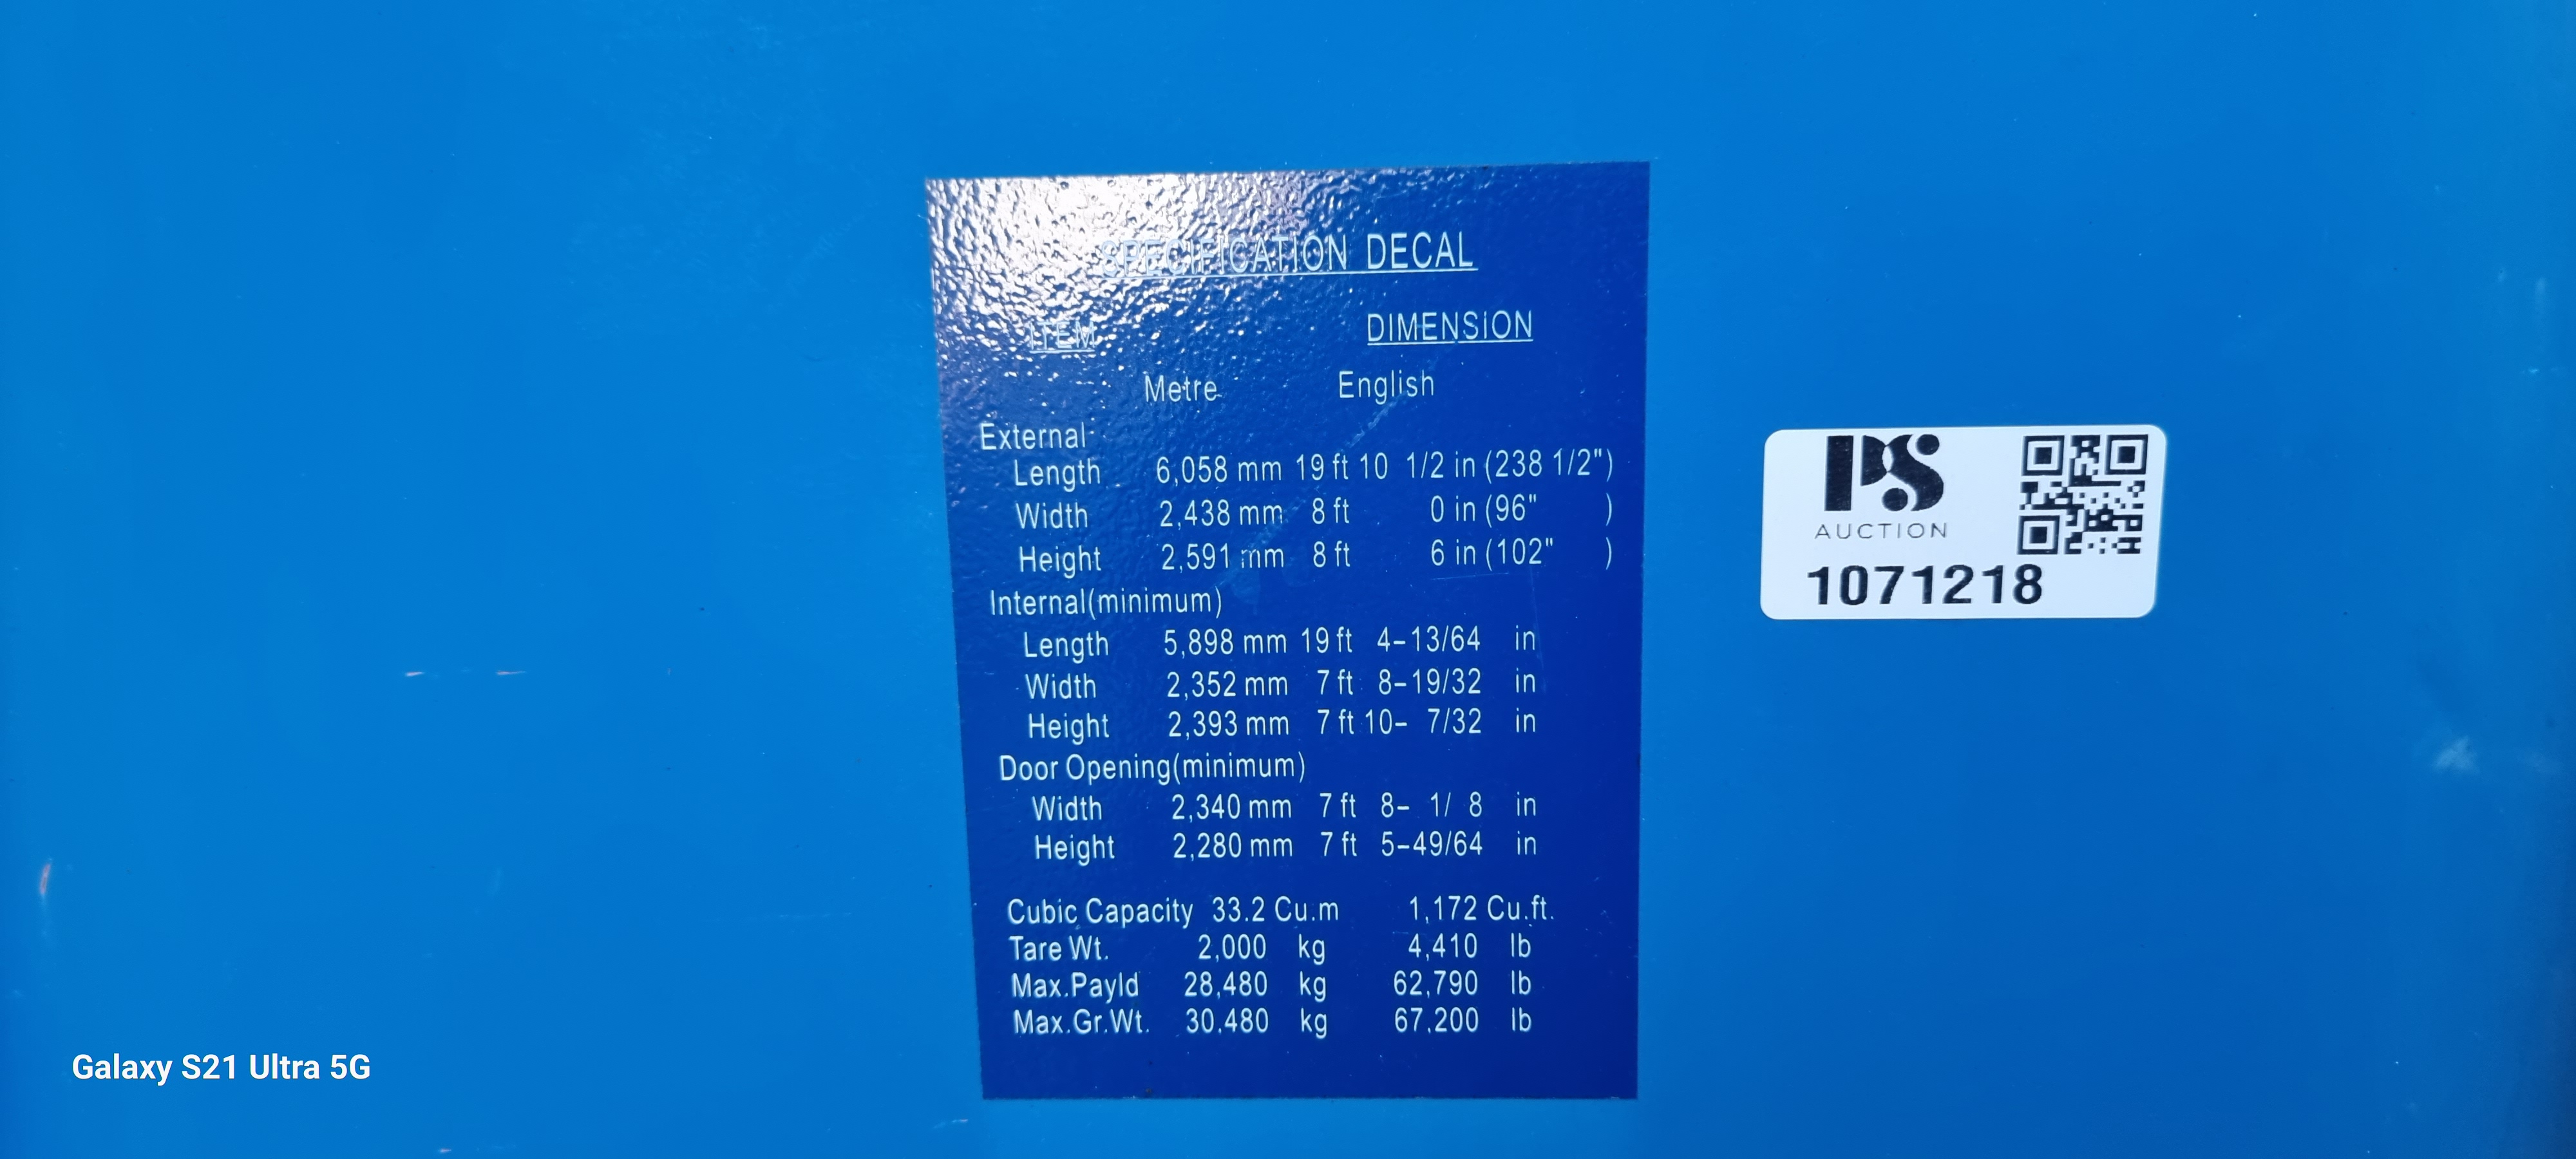 SPECIFICATION DECAL
ITEM DIMENSION
Metre English
External
Length 6,058 mm 19 ft 10 1/2 in (238 1/2")
Width 2,438 mm 8 ft 0 in (96" )
Height 2,591 mm 8 ft 6 in (102" )
Internal(minimum)
Length 5,898 mm 19 ft 4-13/64 in
Width 2,352 mm 7 ft 8-19/32 in
Height 2,393 mm 7 ft 10- 7/32 in
Door Opening(minimum)
Width 2,340 mm 7 ft 8- 1/ 8 in
Height 2,280 mm 7 ft 5-49/64 in
Cubic Capacity 33.2 Cu.m 1,172 Cu.ft.
Tare Wt. 2,000 kg 4,410 lb
Max.Payld 28,480 kg 62,790 lb
Max.Gr.Wt. 30,480 kg 67,200 lb
PS
AUCTION
1071218
Galaxy S21 Ultra 5G